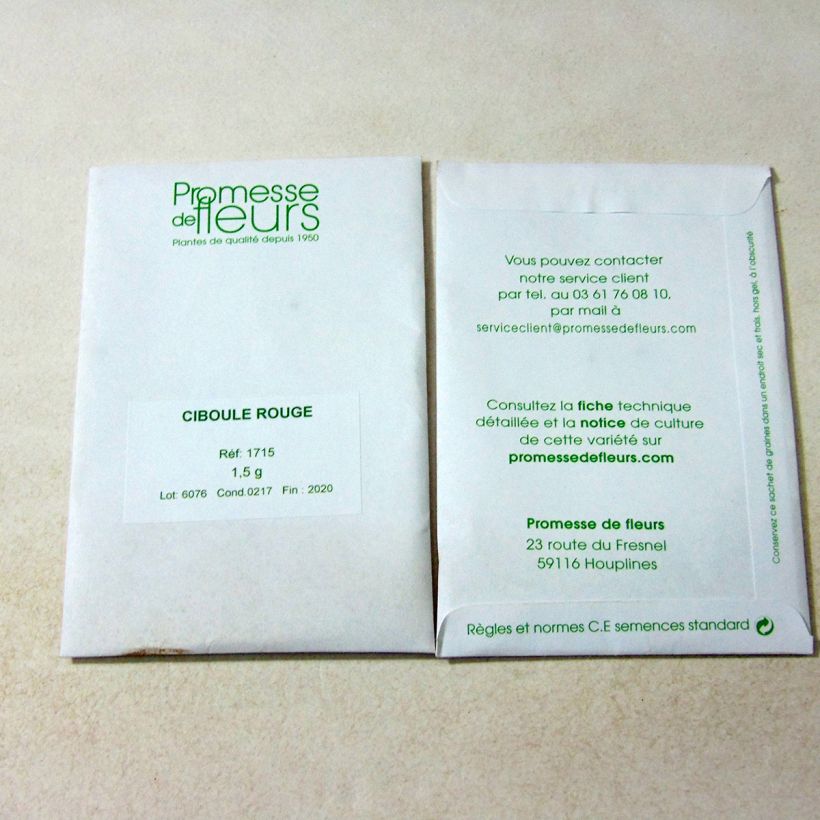 Promesse
de fleurs
Plantes de qualité depuis 1950
CIBOULE ROUGE
Réf: 1715
1,5 g
Lot: 6076 Cond.0217 Fin : 2020
Vous pouvez contacter
notre service client
par tel. au 03 61 76 08 10,
par mail à
serviceclient@promessedefleurs.com
Consultez la fiche technique
détaillée et la notice de culture
de cette variété sur
promessedefleurs.com
Promesse de fleurs
23 route du Fresnel
59116 Houplines
Règles et normes C.E semences standard
Conservez ce sachet de graines dans un endroit sec et frais, hors gel, à l'obscurité